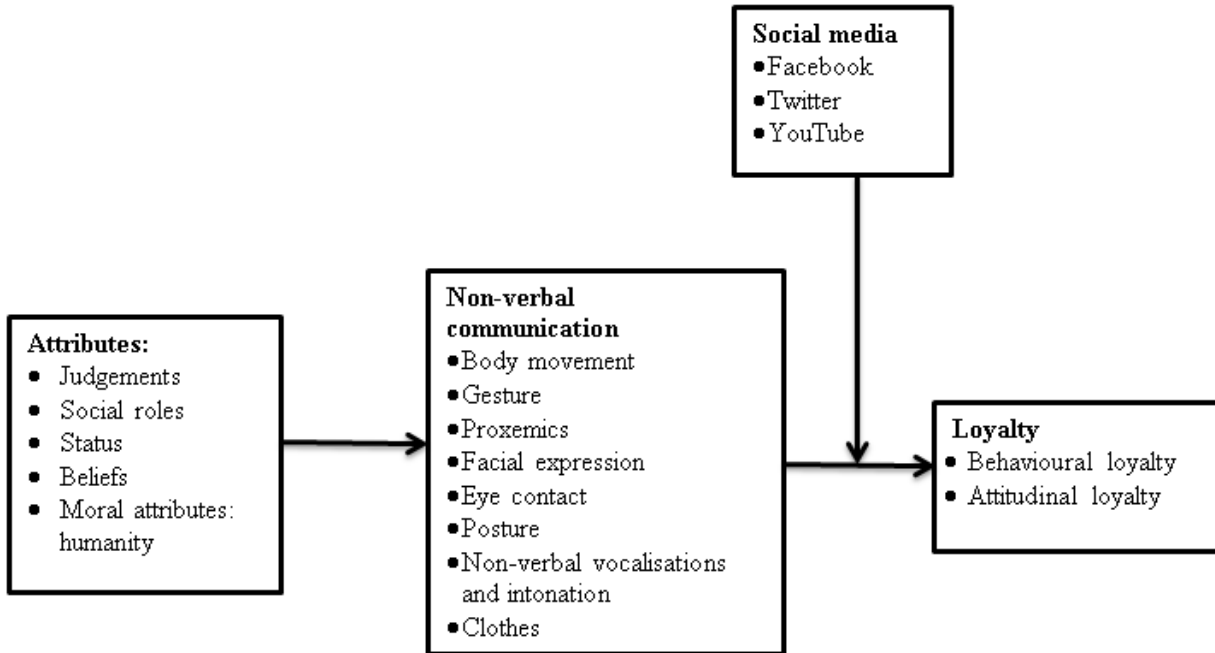 Social media
●Facebook
●Twitter
●YouTube
Non-verbal
communication
●Body movement
●Gesture
●Proxemics
●Facial expression
●Eye contact
●Posture
●Non-verbal vocalisations
and intonation
●Clothes
Attributes:
● Judgements
● Social roles
● Status
● Beliefs
● Moral attributes:
humanity
Loyalty
● Behavioural loyalty
● Attitudinal loyalty